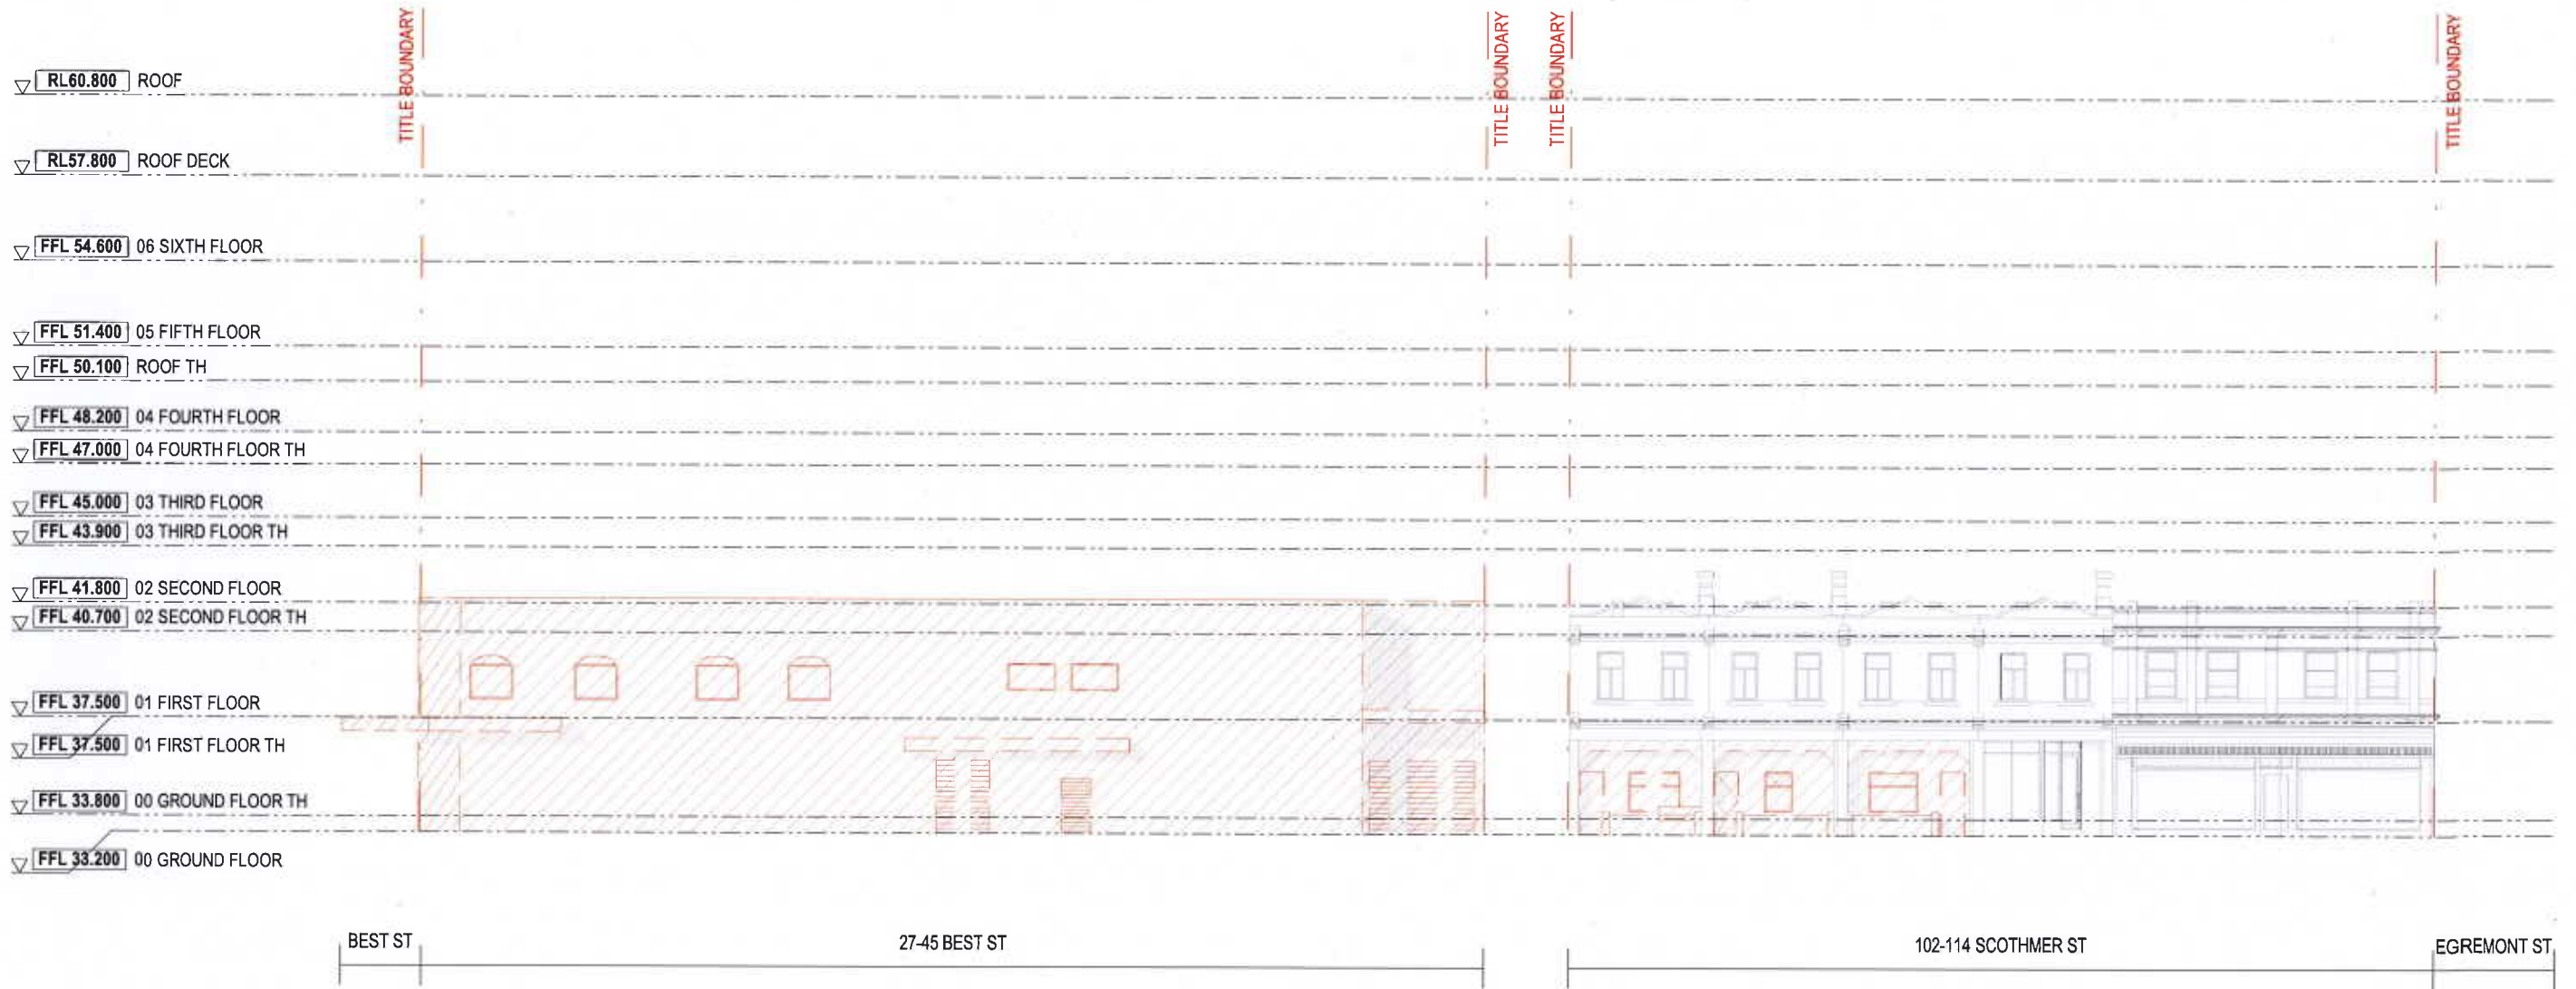 TITLE BOUNDARY
TITLE BOUNDARY
TITLE BOUNDARY
TITLE BOUNDARY
RL60.800 ROOF
RL57.800 ROOF DECK
FFL 54.600 06 SIXTH FLOOR
FFL 51.400 05 FIFTH FLOOR
FFL 50.100 ROOF TH
FFL 48.200 04 FOURTH FLOOR
FFL 47.000 04 FOURTH FLOOR TH
FFL 45.000 03 THIRD FLOOR
FFL 43.900 03 THIRD FLOOR TH
FFL 41.800 02 SECOND FLOOR
FFL 40.700 02 SECOND FLOOR TH
FFL 37.500 01 FIRST FLOOR
FFL 37.500 01 FIRST FLOOR TH
FFL 33.800 00 GROUND FLOOR TH
FFL 33.200 00 GROUND FLOOR
BEST ST
27-45 BEST ST
102-114 SCOTHMER ST
EGREMONT ST